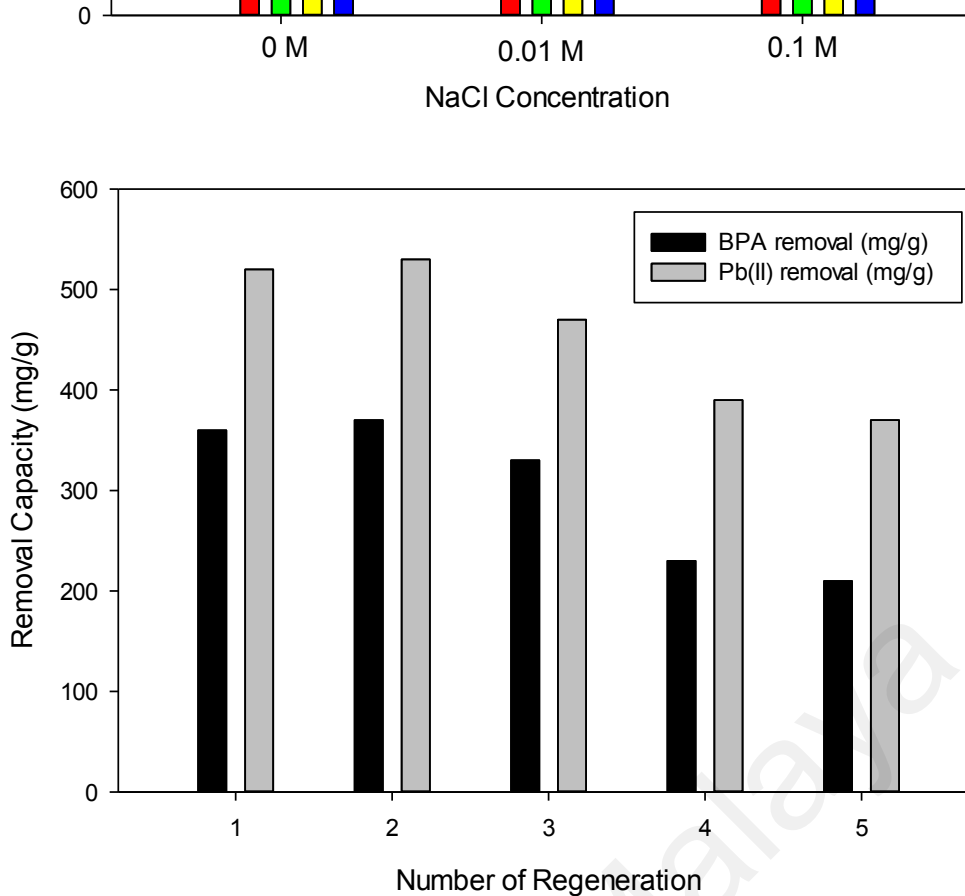 0
0 M 0.01 M 0.1 M
NaCl Concentration
600
500
400
300
200
100
0
Removal Capacity (mg/g)
BPA removal (mg/g)
Pb(II) removal (mg/g)
1 2 3 4 5
Number of Regeneration